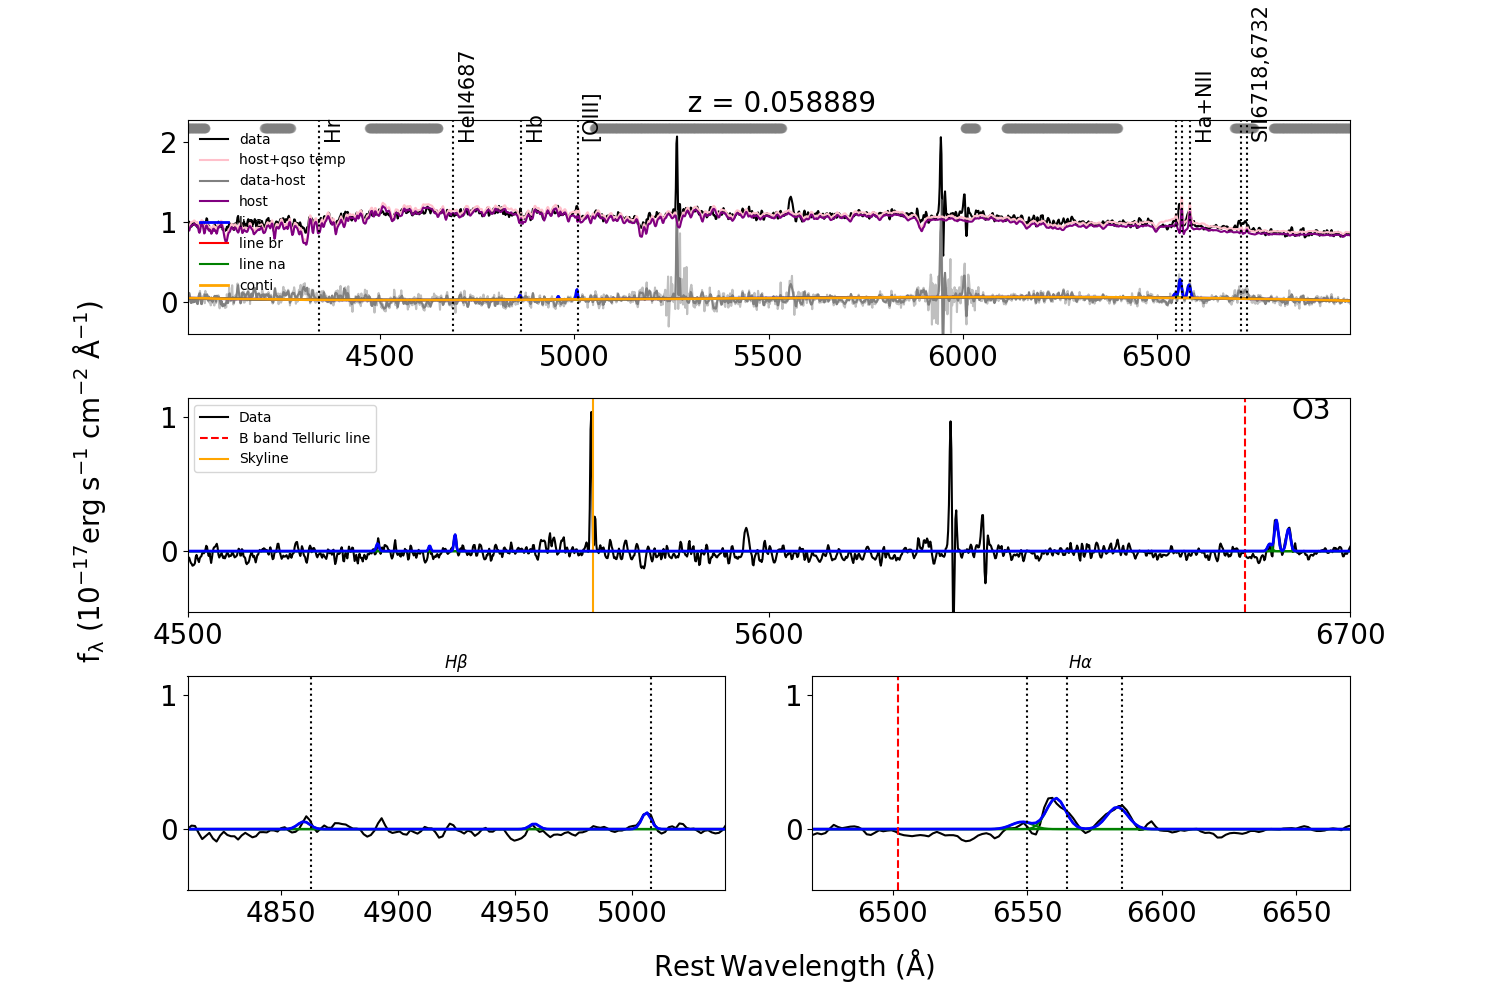 z = 0.058889
Hr
HeII4687
Hb
[OIII]
Ha+NII
SII6718,6732
data
host+qso temp
data-host
host
line
line br
line na
conti
2
1
0
4500
5000
5500
6000
6500
fλ (10−17erg s−1 cm−2 Å−1)
Data
B band Telluric line
Skyline
O3
1
0
4500
5600
6700
Hβ
1
0
4850
4900
4950
5000
Hα
1
0
6500
6550
6600
6650
Rest Wavelength (Å)